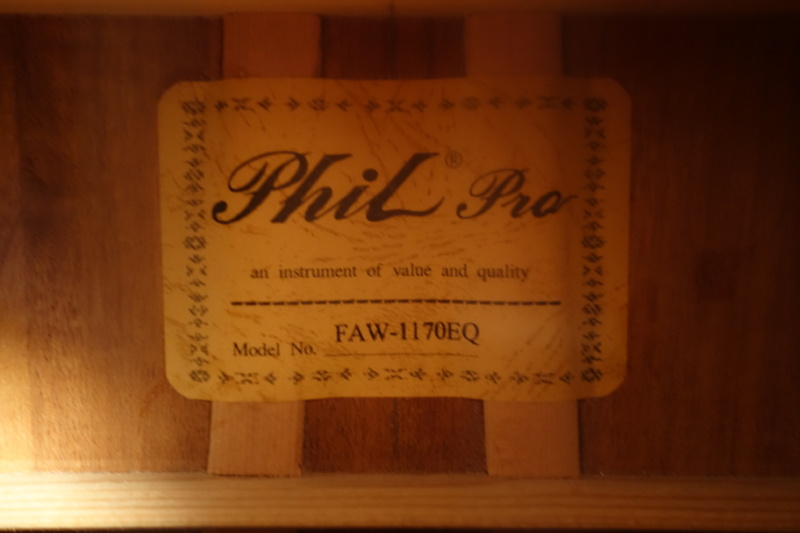 Phil® Pro
an instrument of value and quality
FAW-1170EQ
Model No.